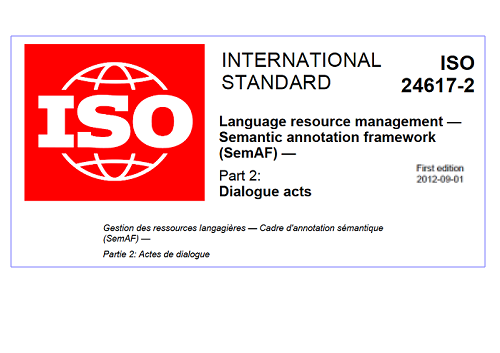 ISO
INTERNATIONAL
STANDARD
ISO
24617-2
Language resource management —
Semantic annotation framework
(SemAF) —
Part 2:
Dialogue acts
First edition
2012-09-01
Gestion des ressources langagières — Cadre d'annotation sémantique
(SemAF) —
Partie 2: Actes de dialogue